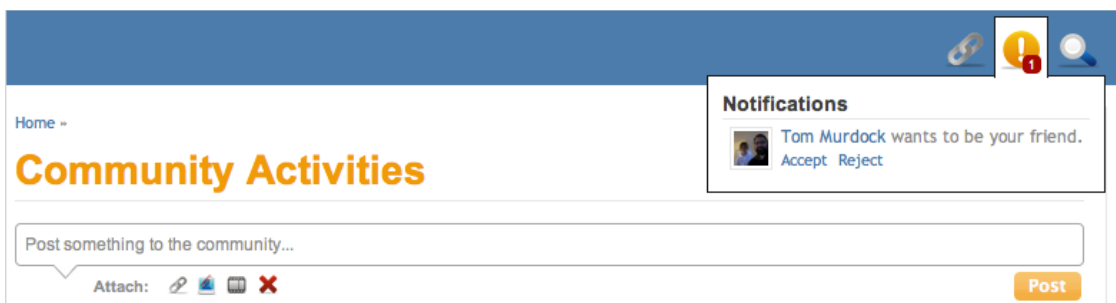 1
Notifications
Tom Murdock wants to be your friend.
Accept Reject
Home »
Community Activities
Post something to the community...
Attach:
Post